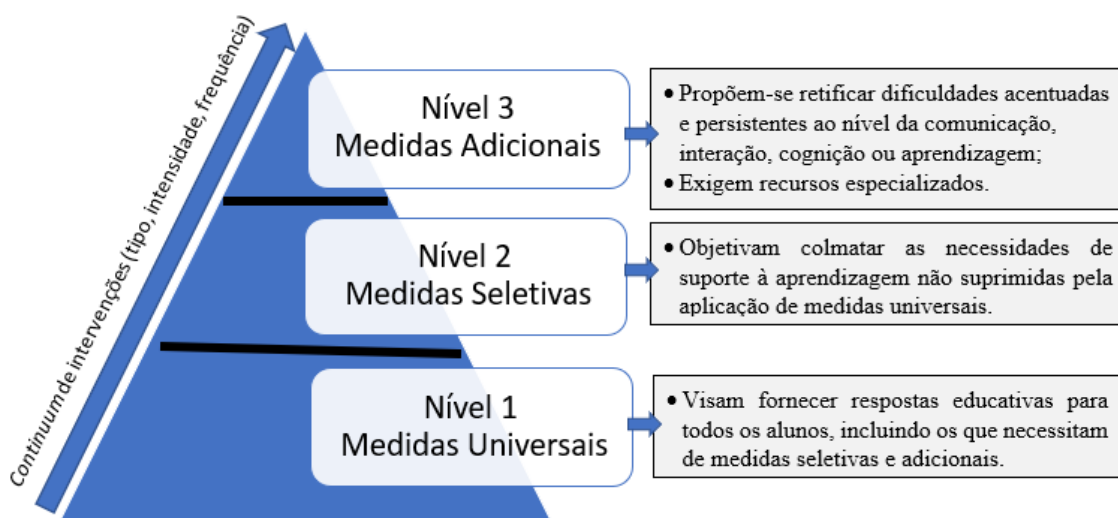 Continuum de intervenções (tipo, intensidade, frequência)
Nível 3
Medidas Adicionais
• Propõem-se retificar dificuldades acentuadas
e persistentes ao nível da comunicação,
interação, cognição ou aprendizagem;
• Exigem recursos especializados.
Nível 2
Medidas Seletivas
• Objetivam colmatar as necessidades de
suporte à aprendizagem não suprimidas pela
aplicação de medidas universais.
Nível 1
Medidas Universais
• Visam fornecer respostas educativas para
todos os alunos, incluindo os que necessitam
de medidas seletivas e adicionais.